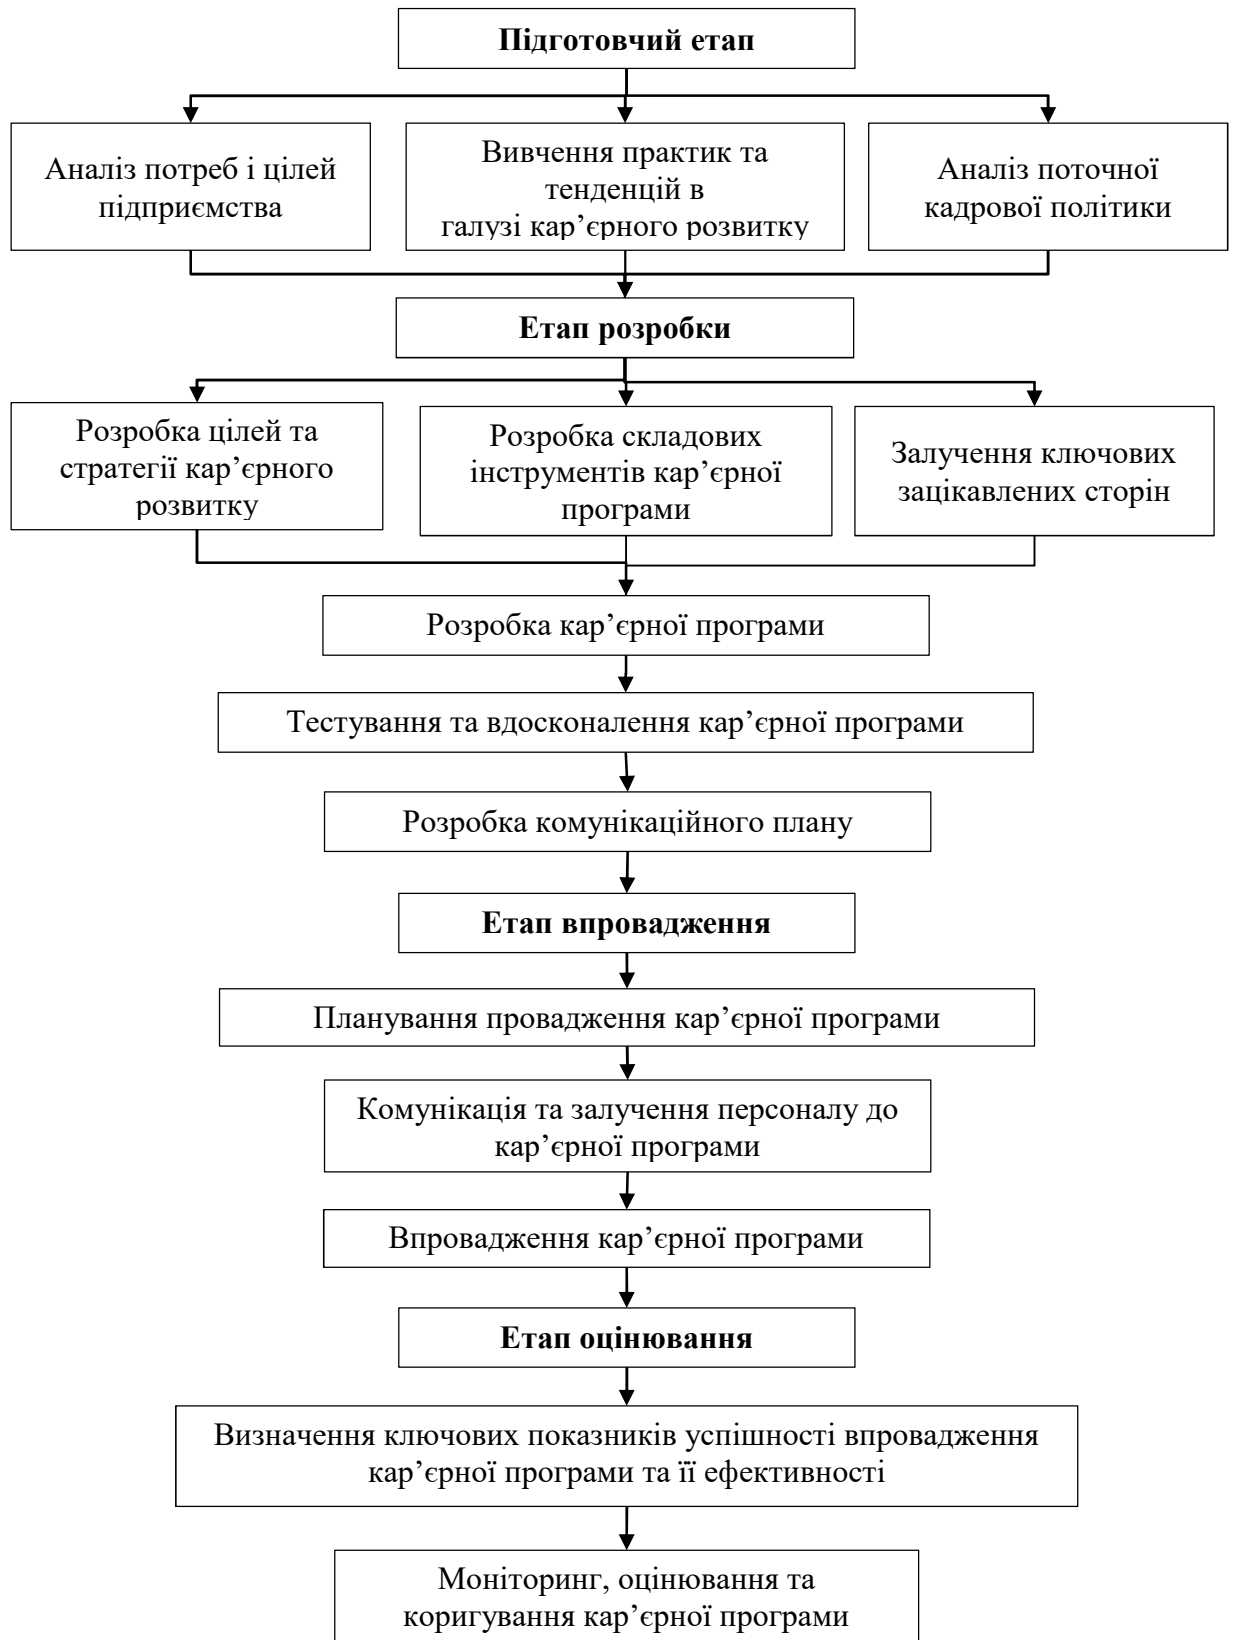 Підготовчий етап
Аналіз потреб і цілей
підприємства
Вивчення практик та
тенденцій в
галузі кар’єрного розвитку
Аналіз поточної
кадрової політики
Етап розробки
Розробка цілей та
стратегії кар’єрного
розвитку
Розробка складових
інструментів кар’єрної
програми
Залучення ключових
зацікавлених сторін
Розробка кар’єрної програми
Тестування та вдосконалення кар’єрної програми
Розробка комунікаційного плану
Етап впровадження
Планування провадження кар’єрної програми
Комунікація та залучення персоналу до
кар’єрної програми
Впровадження кар’єрної програми
Етап оцінювання
Визначення ключових показників успішності впровадження
кар’єрної програми та її ефективності
Моніторинг, оцінювання та
коригування кар’єрної програми